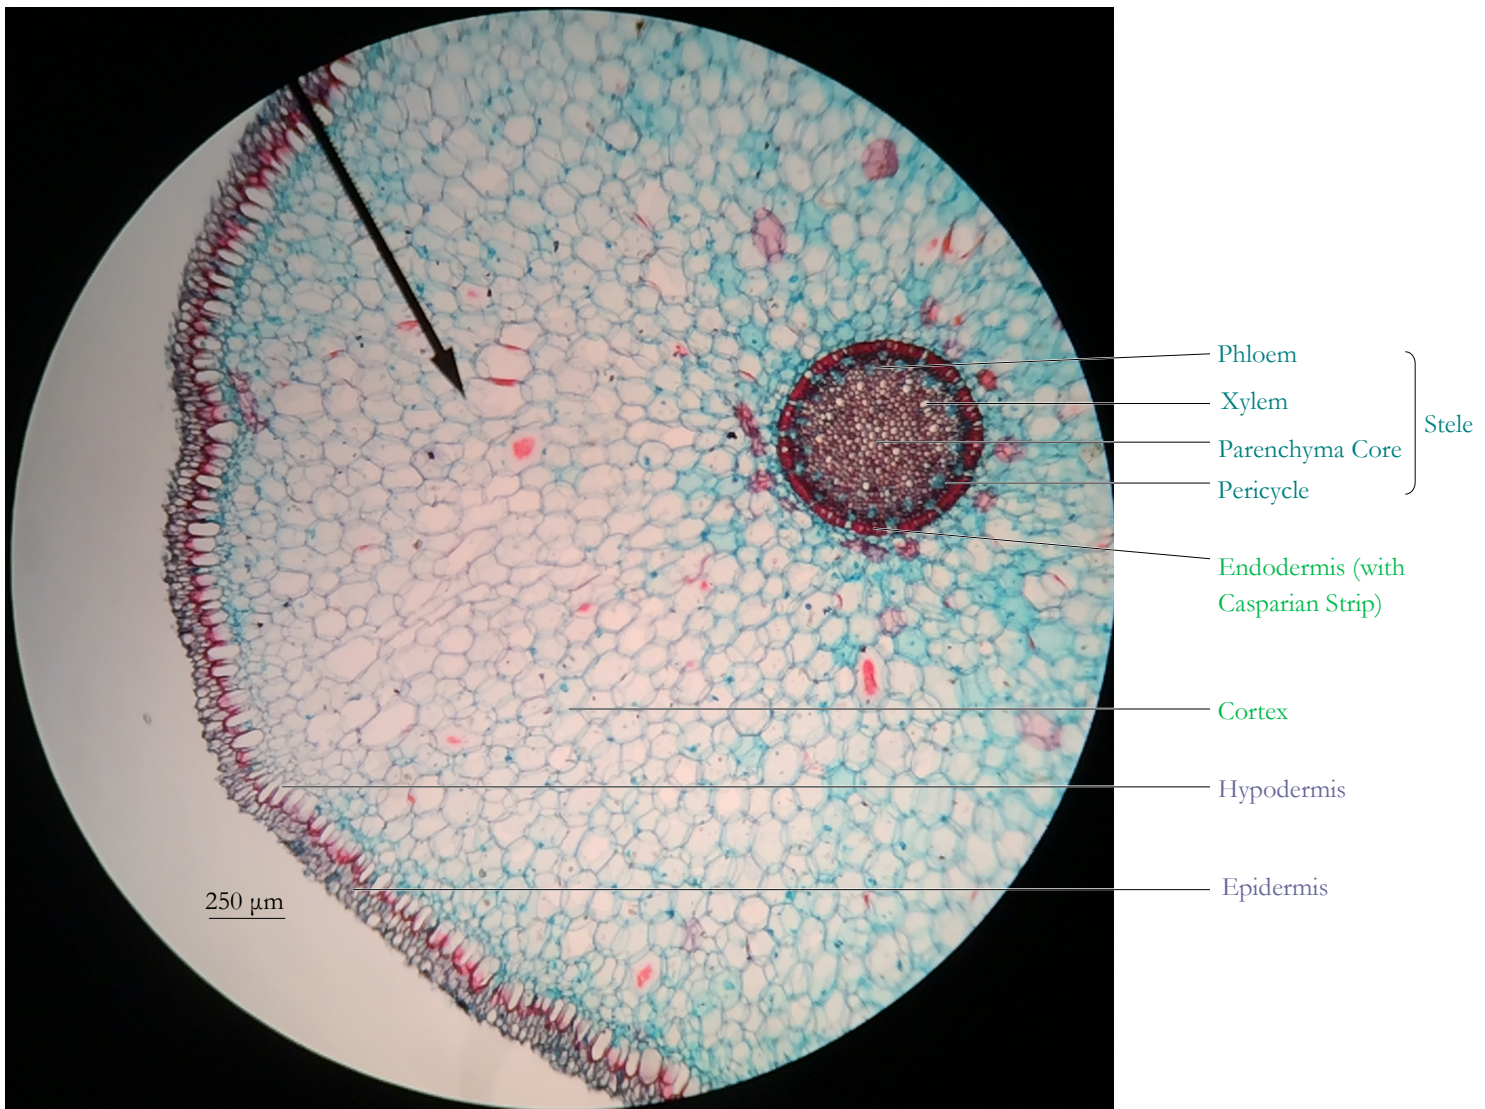 Phloem
Xylem
Stele
Parenchyma Core
Pericycle
Endodermis (with
Casparian Strip)
Cortex
Hypodermis
250 µm
Epidermis